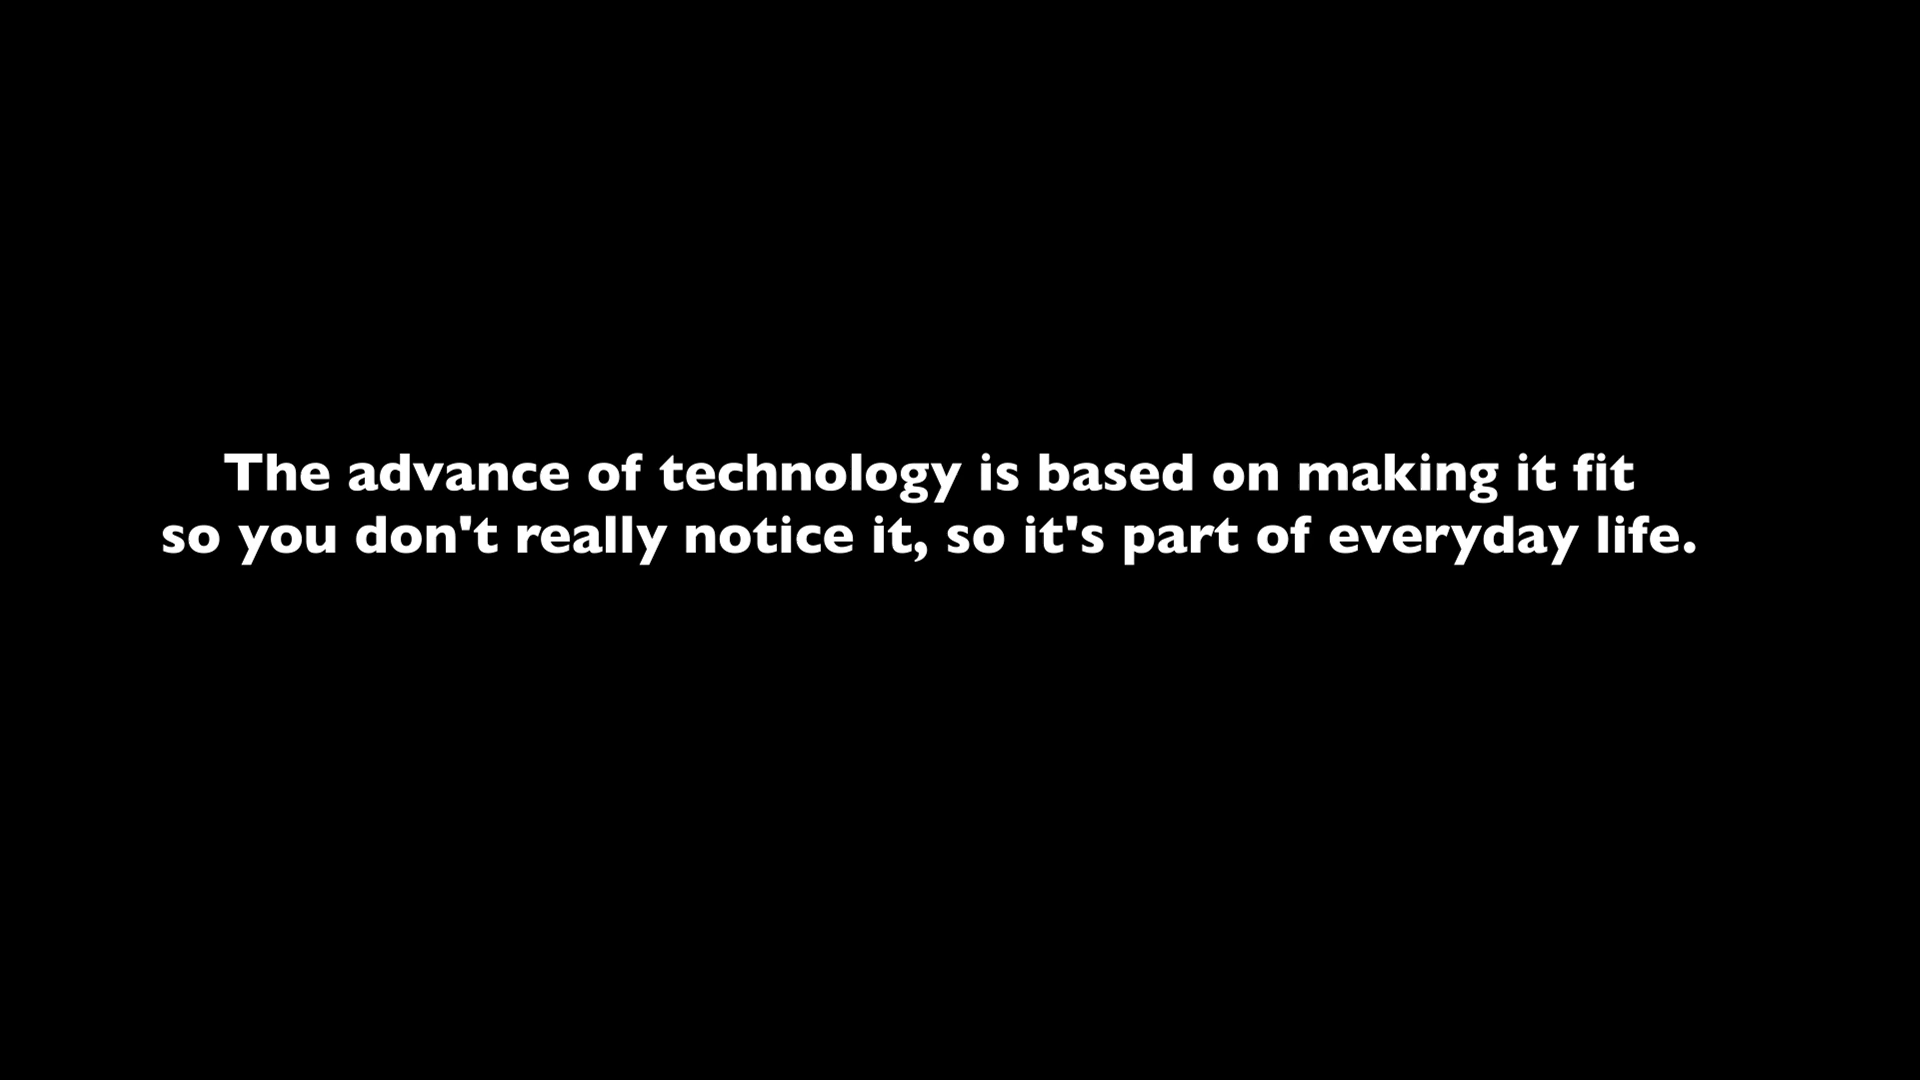 The advance of technology is based on making it fit
so you don't really notice it, so it's part of everyday life.